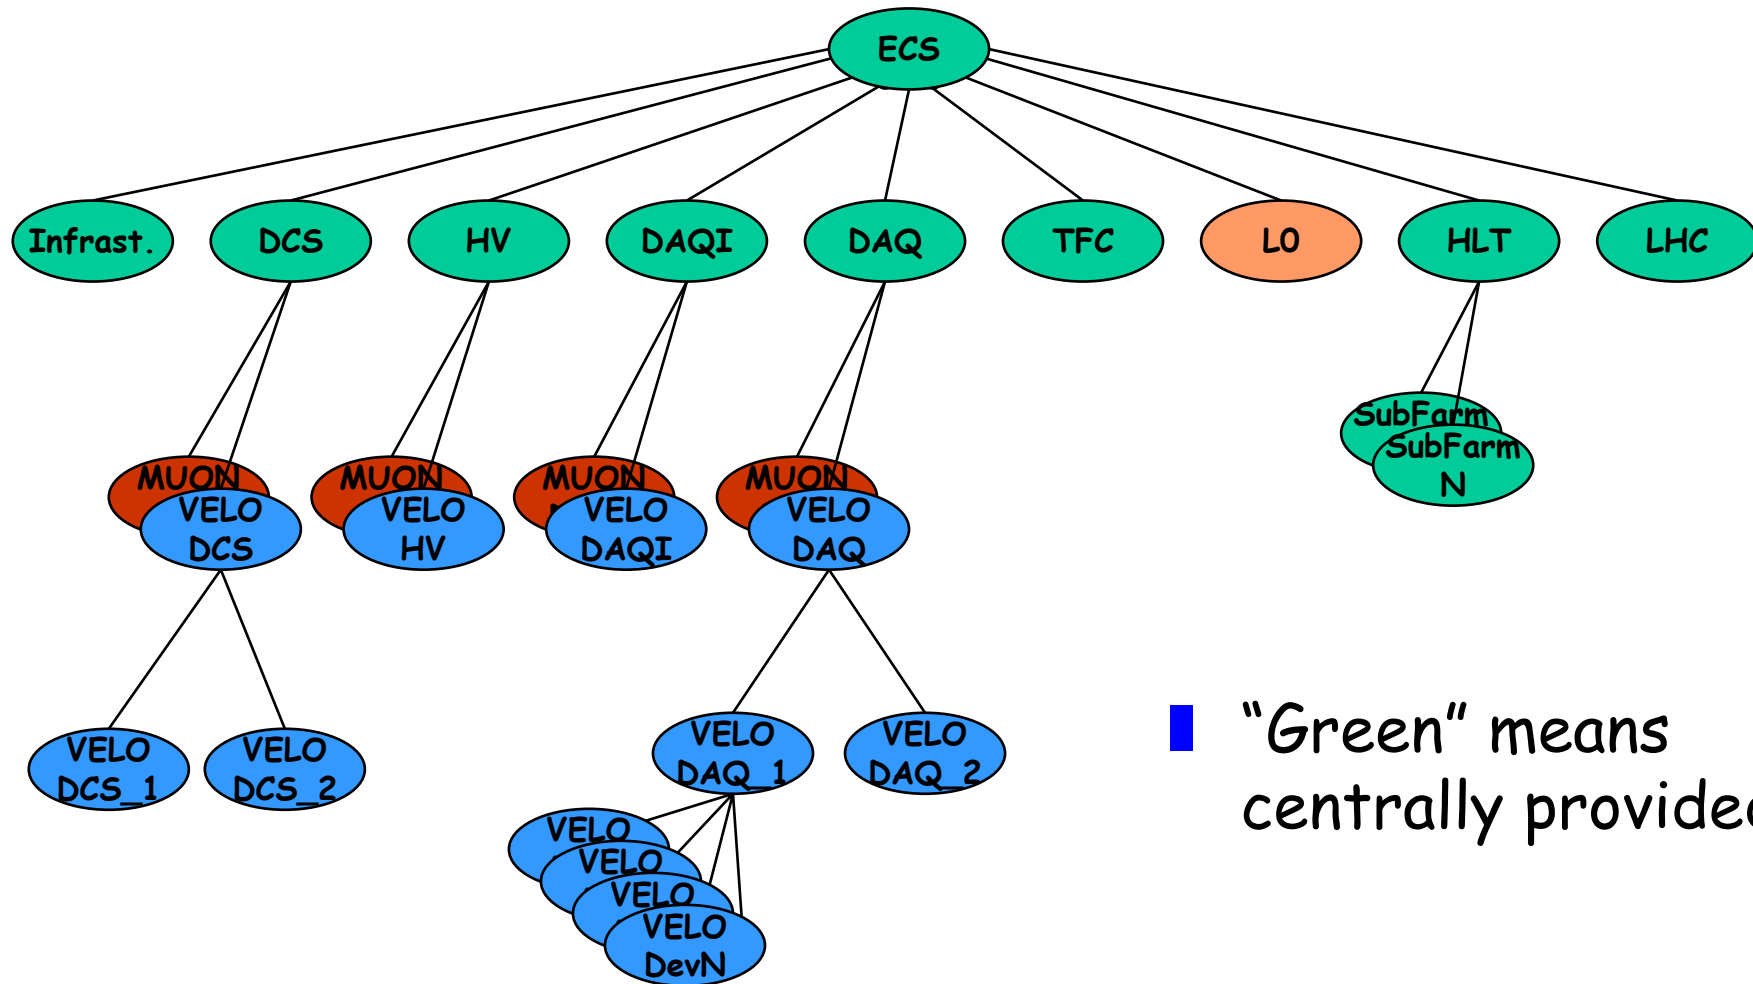 ECS
Infrast.
DCS
HV
DAQI
DAQ
TFC
L0
HLT
LHC
SubFarm
SubFarm
N
MUON
VELO
DCS
MUON
VELO
HV
MUON
VELO
DAQI
MUON
VELO
DAQ
VELO
DCS_1
VELO
DCS_2
VELO
DAQ_1
VELO
DAQ_2
VELO
VELO
VELO
VELO
DevN
“Green” means
centrally provided